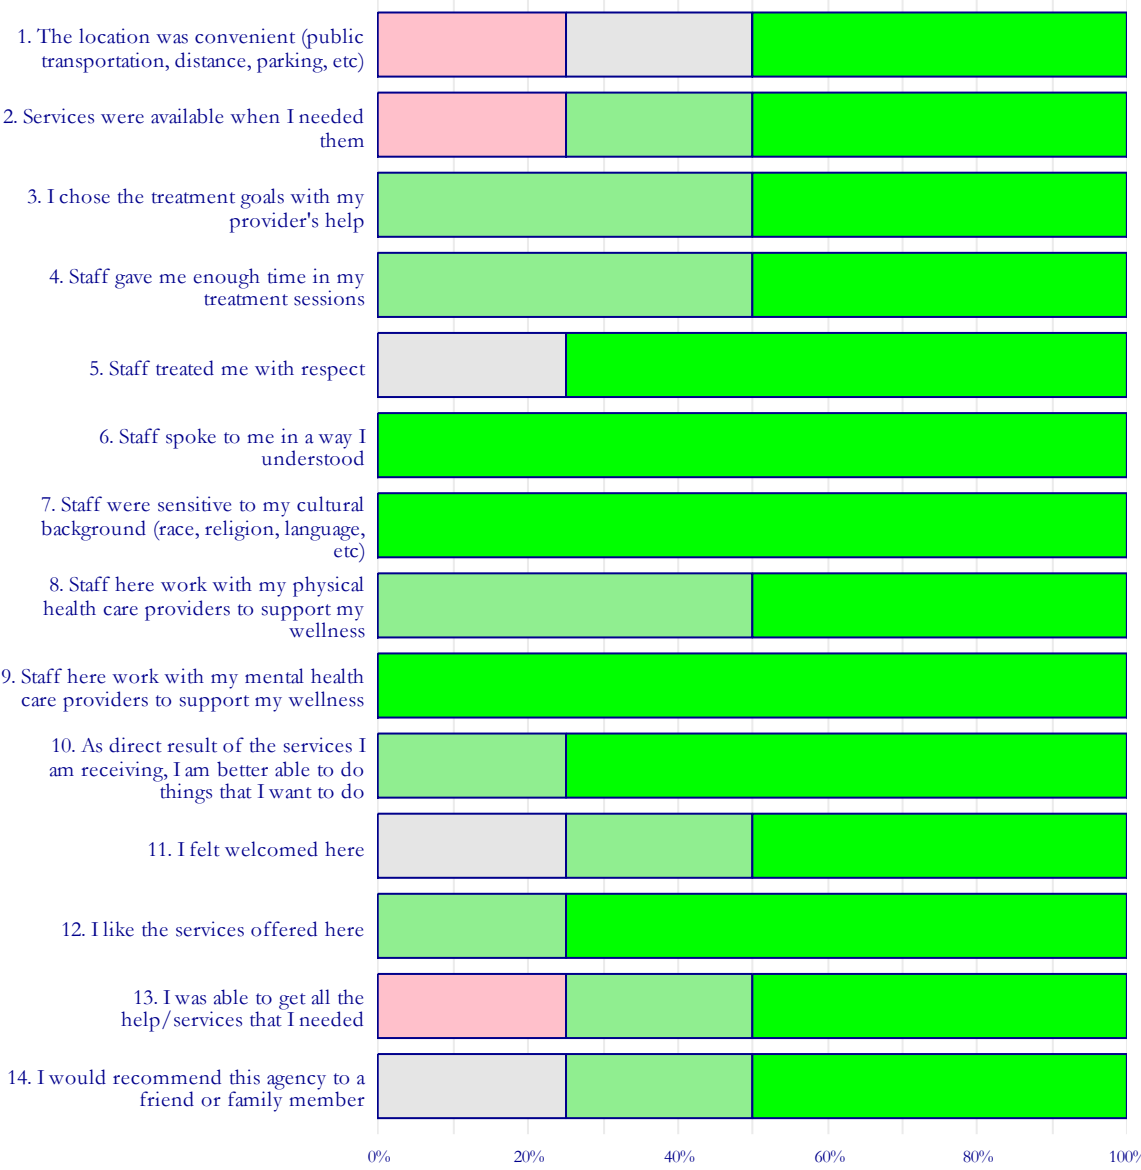 1. The location was convenient (public
transportation, distance, parking, etc)
2. Services were available when I needed
them
3. I chose the treatment goals with my
provider's help
4. Staff gave me enough time in my
treatment sessions
5. Staff treated me with respect
6. Staff spoke to me in a way I
understood
7. Staff were sensitive to my cultural
background (race, religion, language,
etc)
8. Staff here work with my physical
health care providers to support my
wellness
9. Staff here work with my mental health
care providers to support my wellness
10. As direct result of the services I
am receiving, I am better able to do
things that I want to do
11. I felt welcomed here
12. I like the services offered here
13. I was able to get all the
help/services that I needed
14. I would recommend this agency to a
friend or family member
0% 20% 40% 60% 80% 100%